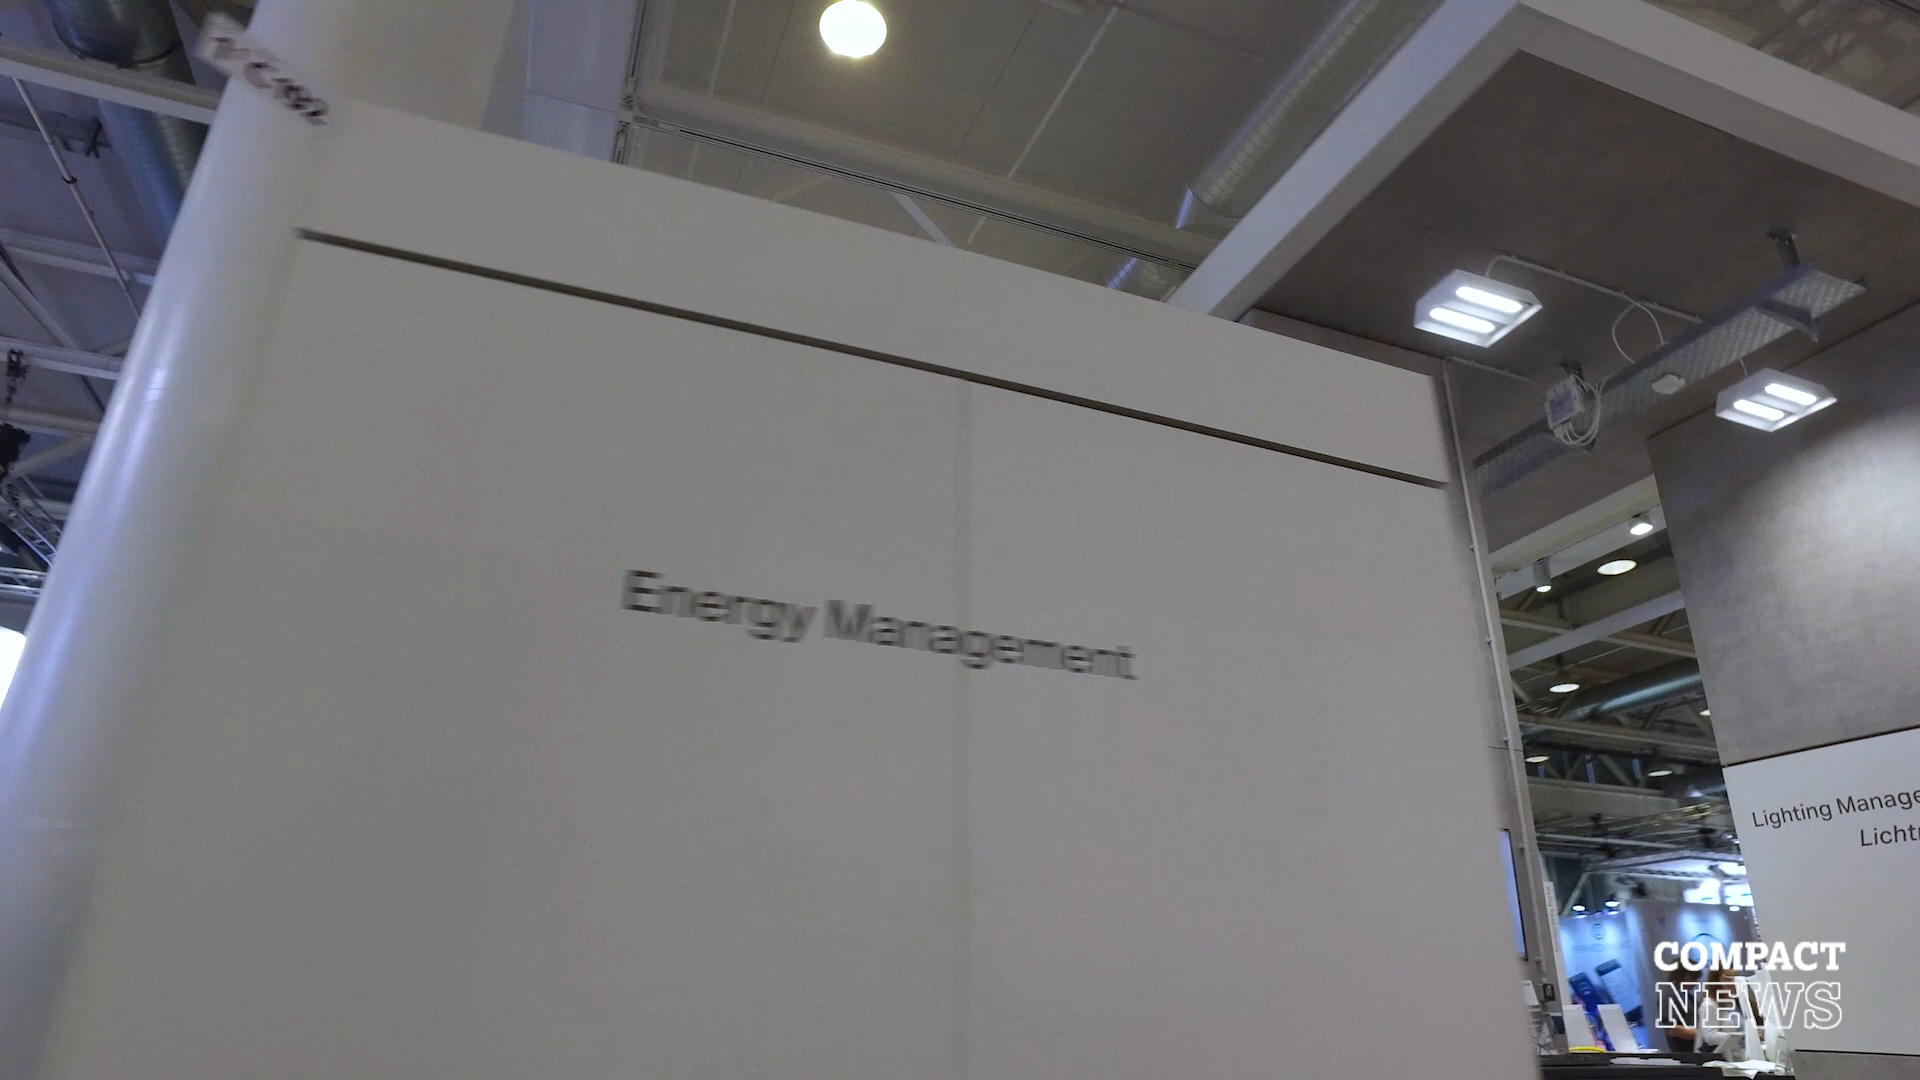 Energy Management
Lighting Manage
Licht
COMPACT
NEWS